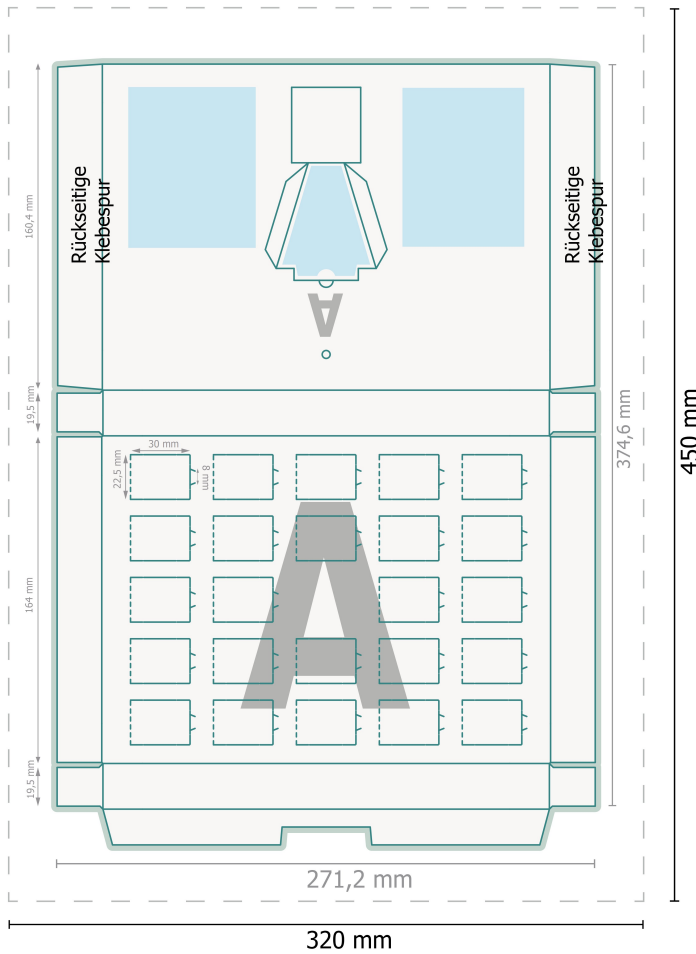 Rückseitige
Klebespur
Rückseitige
Klebespur
160,4 mm
A
19,5 mm
374,6 mm
450 mm
30 mm
22,5 mm
8 mm
A
164 mm
19,5 mm
271,2 mm
320 mm